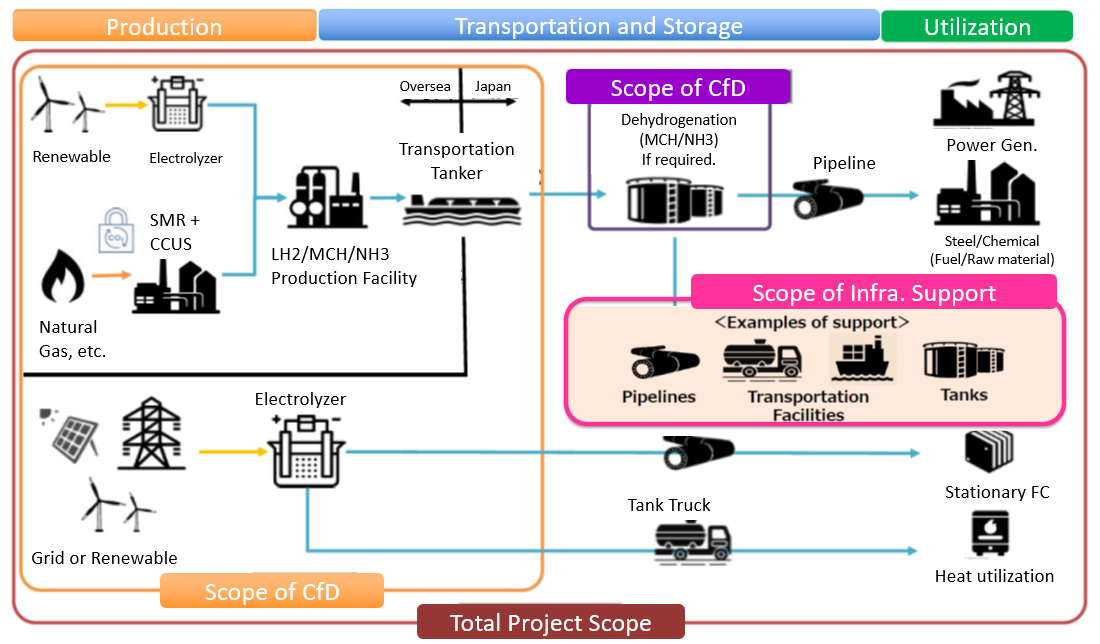 Production
Transportation and Storage
Utilization
Oversea
Japan
Scope of CfD
Dehydrogenation
(MCH/NH3)
If required.
Renewable
Electrolyzer
Transportation
Tanker
Pipeline
Power Gen.
CO₂
SMR +
CCUS
LH2/MCH/NH3
Production Facility
Steel/Chemical
(Fuel/Raw material)
Natural
Gas, etc.
Scope of Infra. Support
<Examples of support>
Pipelines
Transportation
Facilities
Tanks
Electrolyzer
Stationary FC
Tank Truck
Grid or Renewable
Heat utilization
Scope of CfD
Total Project Scope